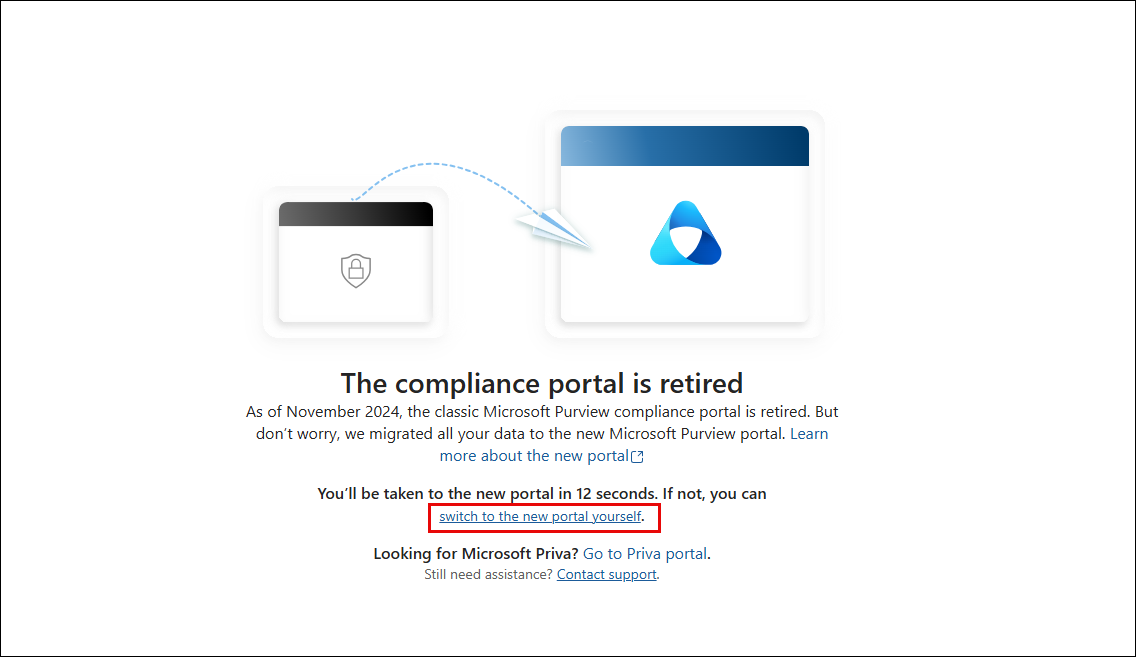 The compliance portal is retired
As of November 2024, the classic Microsoft Purview compliance portal is retired. But
don't worry, we migrated all your data to the new Microsoft Purview portal. Learn
more about the new portal
You'll be taken to the new portal in 12 seconds. If not, you can
switch to the new portal yourself.
Looking for Microsoft Priva? Go to Priva portal.
Still need assistance? Contact support.